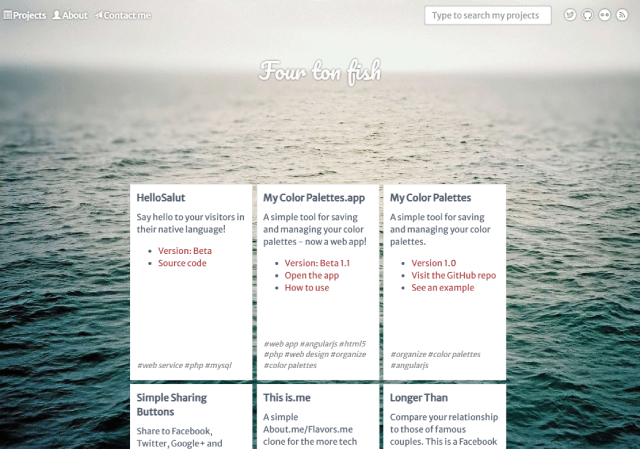 Projects About Contact me
Type to search my projects
Four ton fish
HelloSalut
Say hello to your visitors in
their native language!
Version: Beta
Source code
#web service #php #mysql
My Color Palettes.app
A simple tool for saving
and managing your color
palettes - now a web app!
Version: Beta 1.1
Open the app
How to use
#web app #angularjs #html5
#php #web design #organize
#color palettes
My Color Palettes
A simple tool for saving
and managing your color
palettes.
Version 1.0
Visit the GitHub repo
See an example
#organize #color palettes
#angularjs
Simple Sharing
Buttons
Share to Facebook,
Twitter, Google+ and
This is.me
A simple
About.me/Flavors.me
clone for the more tech
Longer Than
Compare your relationship
to those of famous
couples. This is a Facebook